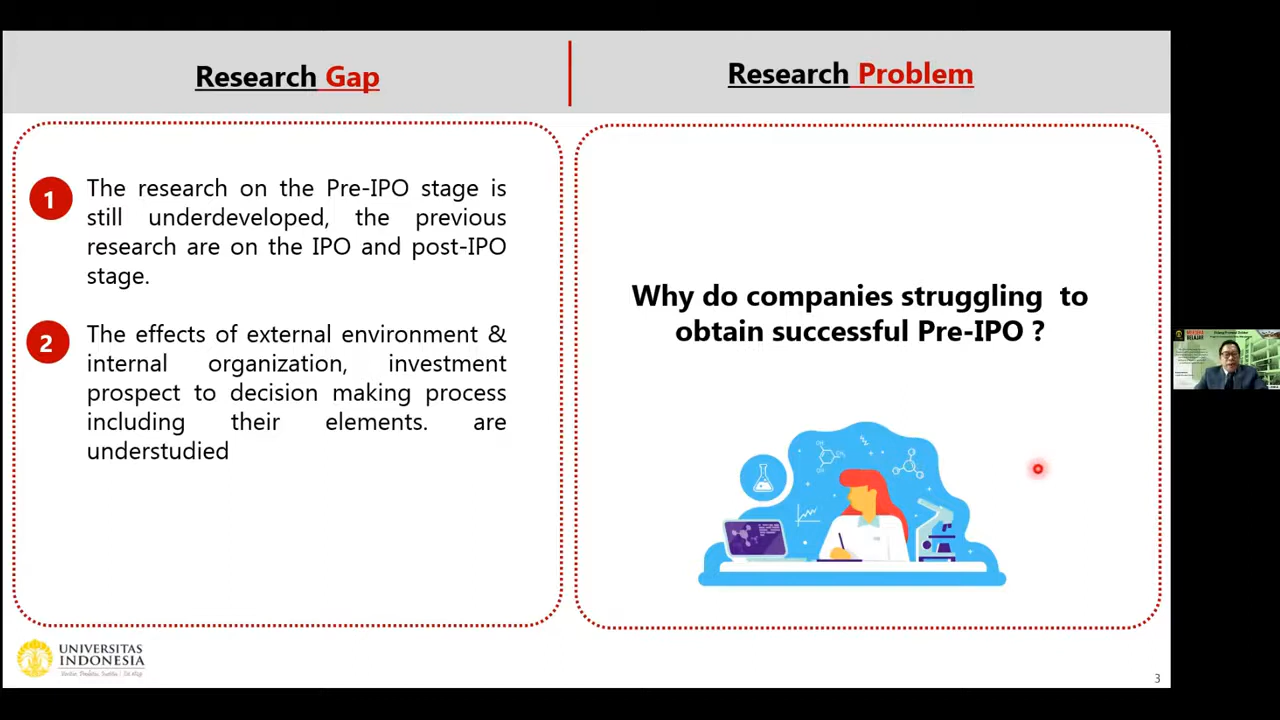 Research Gap
Research Problem
1
The research on the Pre-IPO stage is
still underdeveloped, the previous
research are on the IPO and post-IPO
stage.
2
The effects of external environment &
internal organization, investment
prospect to decision making process
including their elements. are
understudied
Why do companies struggling to
obtain successful Pre-IPO ?
UNIVERSITAS
INDONESIA
3